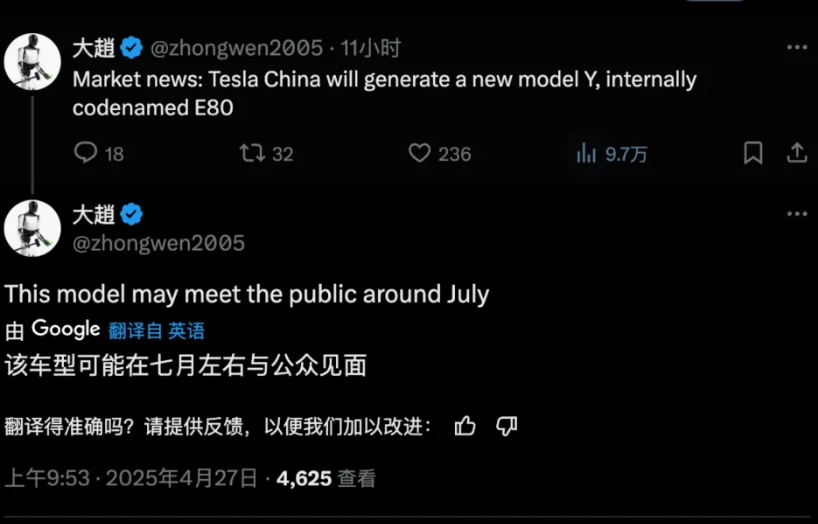 大趙 @zhongwen2005 · 11小时
Market news: Tesla China will generate a new model Y, internally
codenamed E80
18 32 236 9.7万
大趙
@zhongwen2005
This model may meet the public around July
由 Google 翻译自 英语
该车型可能在七月左右与公众见面
翻译得准确吗？请提供反馈，以便我们加以改进：
上午9:53 · 2025年4月27日 · 4,625 查看